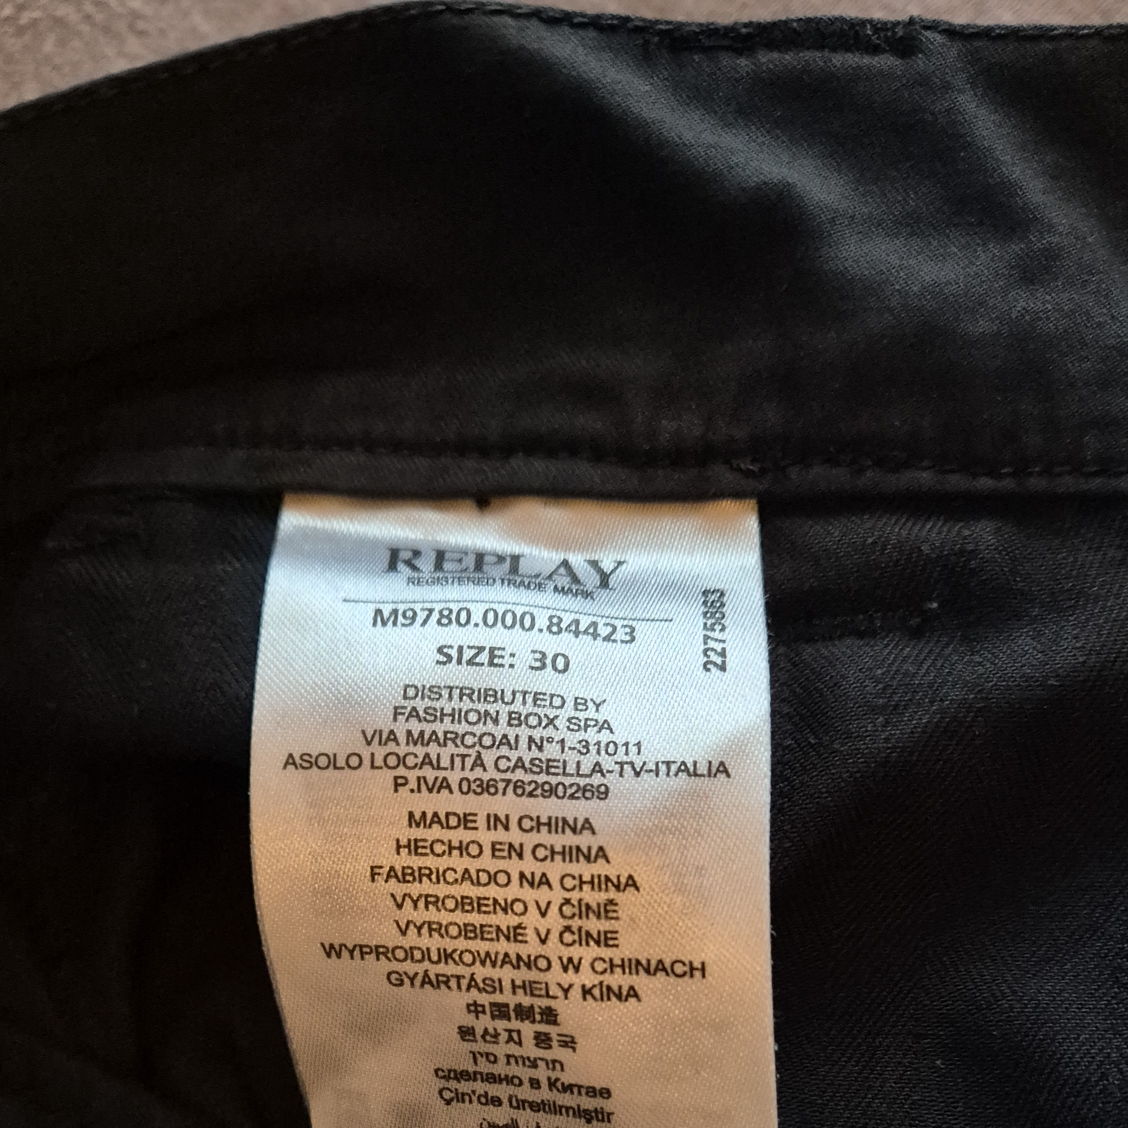 REPLAY
REGISTERED TRADE MARK
M9780.000.84423
2275863
SIZE: 30
DISTRIBUTED BY
FASHION BOX SPA
VIA MARCOAI N°1-31011
ASOLO LOCALITÀ CASELLA-TV-ITALIA
P.IVA 03676290269
MADE IN CHINA
HECHO EN CHINA
FABRICADO NA CHINA
VYROBENO V ČÍNĚ
VYROBENÉ V ČÍNE
WYPRODUKOWANO W CHINACH
GYÁRTÁSI HELY KÍNA
中国制造
원산지 중국
תרצות סין
сделано в Китае
Çin'de üretilmiştir